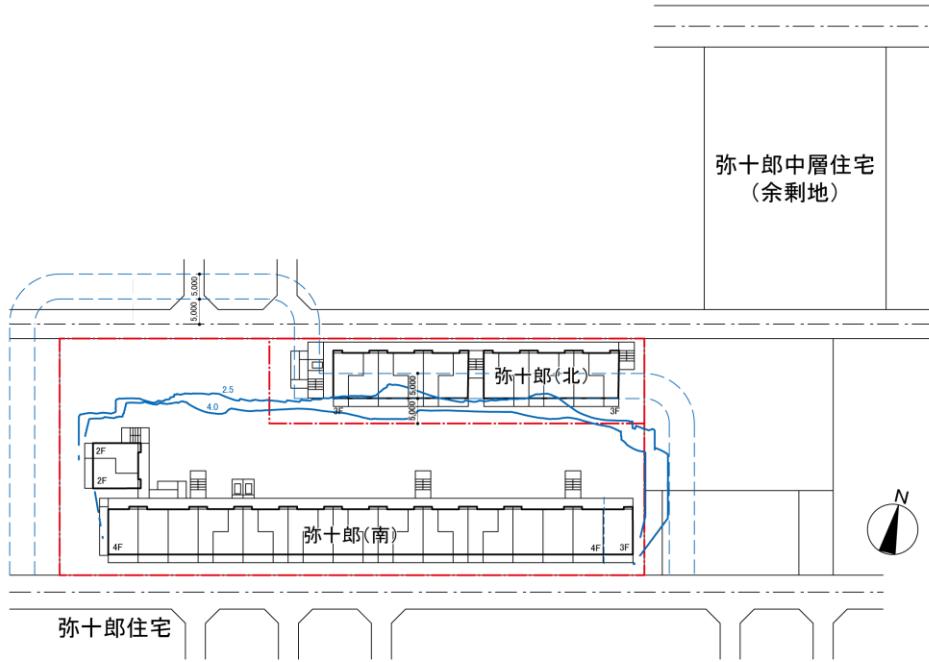 弥十郎中層住宅
（余剰地）
5,000
5,000
弥十郎(北)
5,000
5,000
3F
3F
2.5
4.0
2F
2F
N
弥十郎(南)
4F
4F
3F
弥十郎住宅